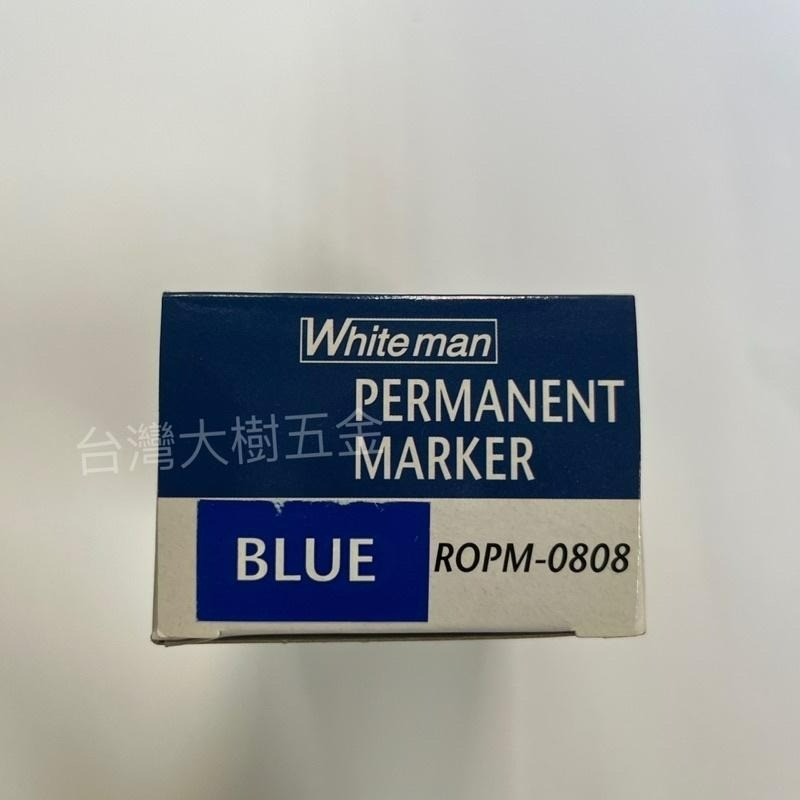 White man
PERMANENT
MARKER
台灣大樹五金
BLUE
ROPM-0808